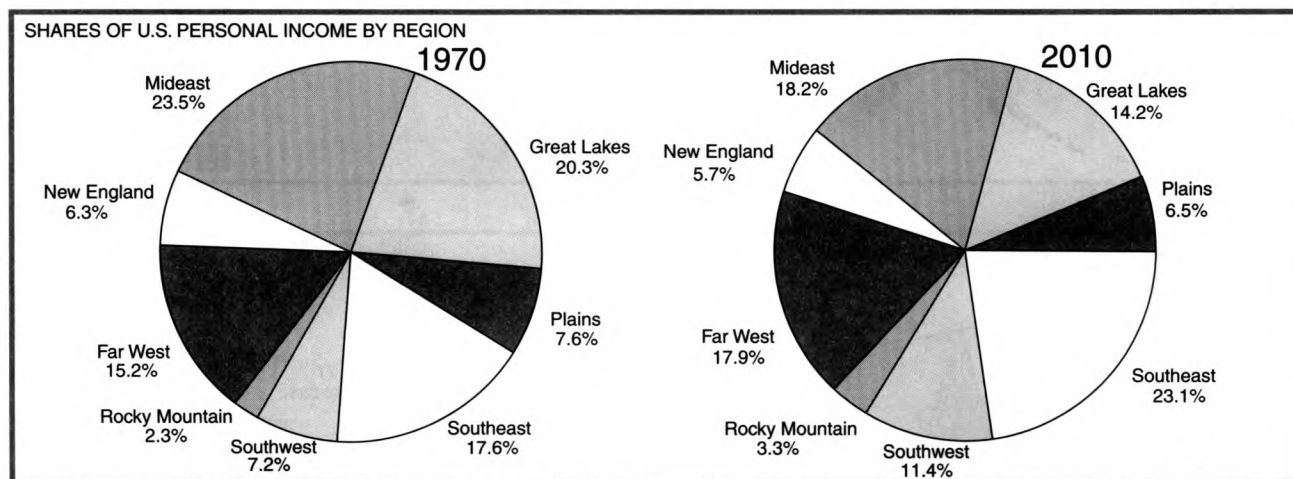 SHARES OF U.S. PERSONAL INCOME BY REGION
1970
Mideast
23.5%
Great Lakes
20.3%
New England
6.3%
Plains
7.6%
Far West
15.2%
Rocky Mountain
2.3%
Southwest
7.2%
Southeast
17.6%
2010
Mideast
18.2%
Great Lakes
14.2%
New England
5.7%
Plains
6.5%
Far West
17.9%
Southeast
23.1%
Rocky Mountain
3.3%
Southwest
11.4%